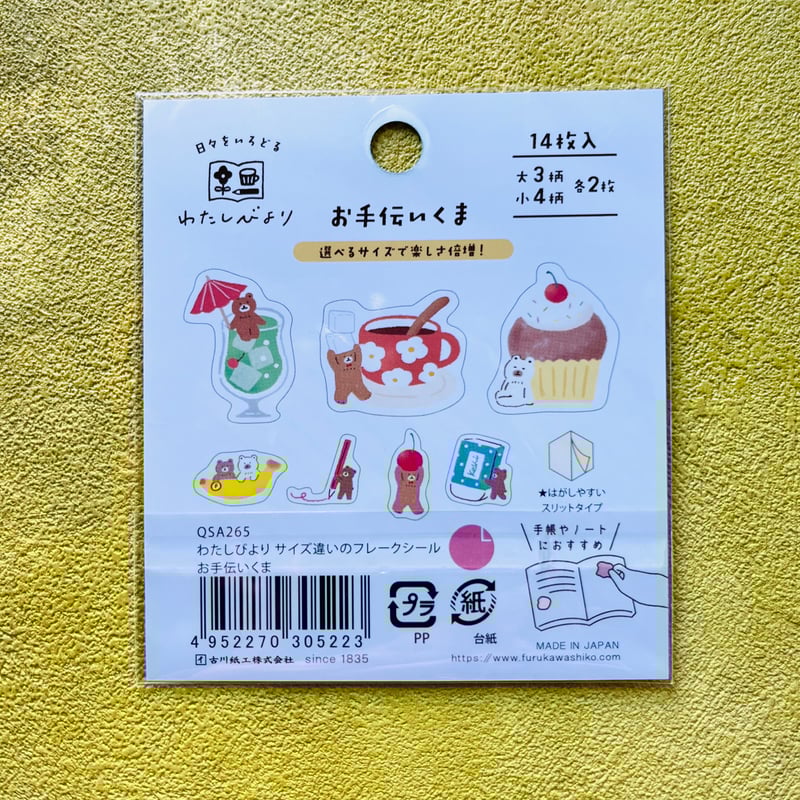 日々をいろどる
わたしびより
お手伝いくま
14枚入
大3柄
小4柄
各2枚
選べるサイズで楽しさ倍増!
★はがしやすい
スリットタイプ
手帳やノート
におすすめ
QSA265
わたしびより サイズ違いのフレークシール
お手伝いくま
4 952270 305223
プラ
PP
紙
台紙
MADE IN JAPAN
古川紙工株式会社 since 1835
https://www.furukawashiko.com